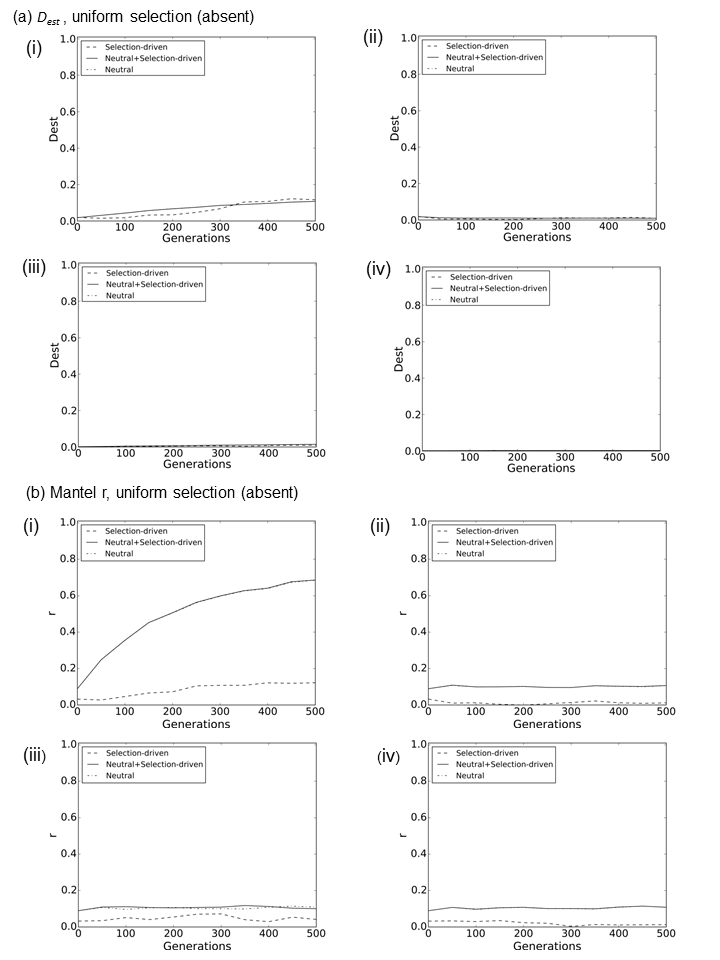 (a) Dest , uniform selection (absent)
(i)
1.0
0.8
0.6
0.4
0.2
0.0
Dest
Selection-driven
Neutral+Selection-driven
Neutral
0 100 200 300 400 500
Generations
(ii)
1.0
0.8
0.6
0.4
0.2
0.0
Dest
Selection-driven
Neutral+Selection-driven
Neutral
0 100 200 300 400 500
Generations
(iii)
1.0
0.8
0.6
0.4
0.2
0.0
Dest
Selection-driven
Neutral+Selection-driven
Neutral
0 100 200 300 400 500
Generations
(iv)
1.0
0.8
0.6
0.4
0.2
0.0
Dest
Selection-driven
Neutral+Selection-driven
Neutral
0 100 200 300 400 500
Generations
(b) Mantel r, uniform selection (absent)
(i)
1.0
0.8
0.6
0.4
0.2
0.0
r
Selection-driven
Neutral+Selection-driven
Neutral
0 100 200 300 400 500
Generations
(ii)
1.0
0.8
0.6
0.4
0.2
0.0
r
Selection-driven
Neutral+Selection-driven
Neutral
0 100 200 300 400 500
Generations
(iii)
1.0
0.8
0.6
0.4
0.2
0.0
r
Selection-driven
Neutral+Selection-driven
Neutral
0 100 200 300 400 500
Generations
(iv)
1.0
0.8
0.6
0.4
0.2
0.0
r
Selection-driven
Neutral+Selection-driven
Neutral
0 100 200 300 400 500
Generations